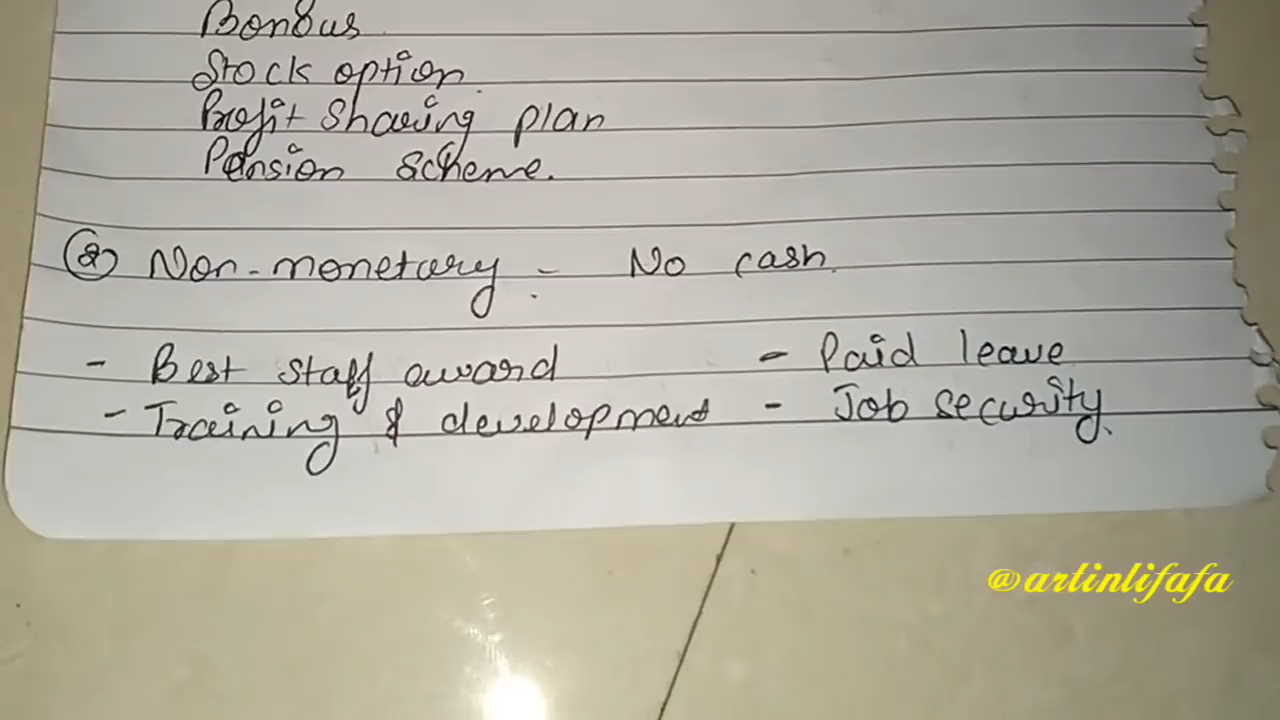 Bonus
Stock option
Profit Sharing plan
Pension Scheme.
② Non-monetary - No cash.
- Best staff award - Paid leave
- Training & development - Job security.
@artinlifafa